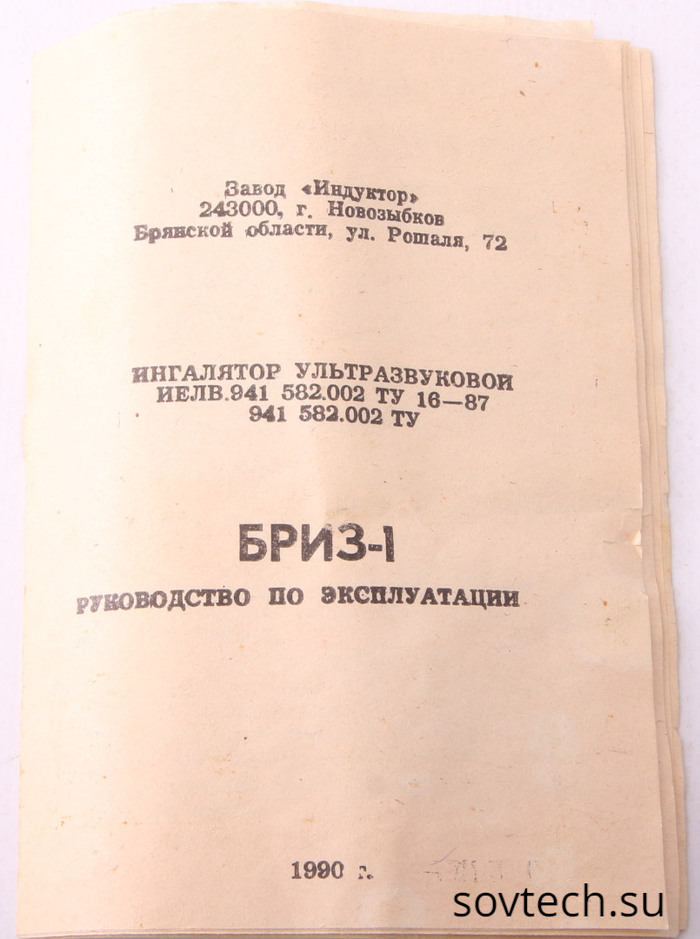 Завод «Индуктор»
243000, г. Новозыбков
Брянской области, ул. Рошаля, 72
ИНГАЛЯТОР УЛЬТРАЗВУКОВОЙ
ИЕЛВ.941 582.002 ТУ 16—87
941 582.002 ТУ
БРИЗ-1
РУКОВОДСТВО ПО ЭКСПЛУАТАЦИИ
1990 г.
sovtech.su